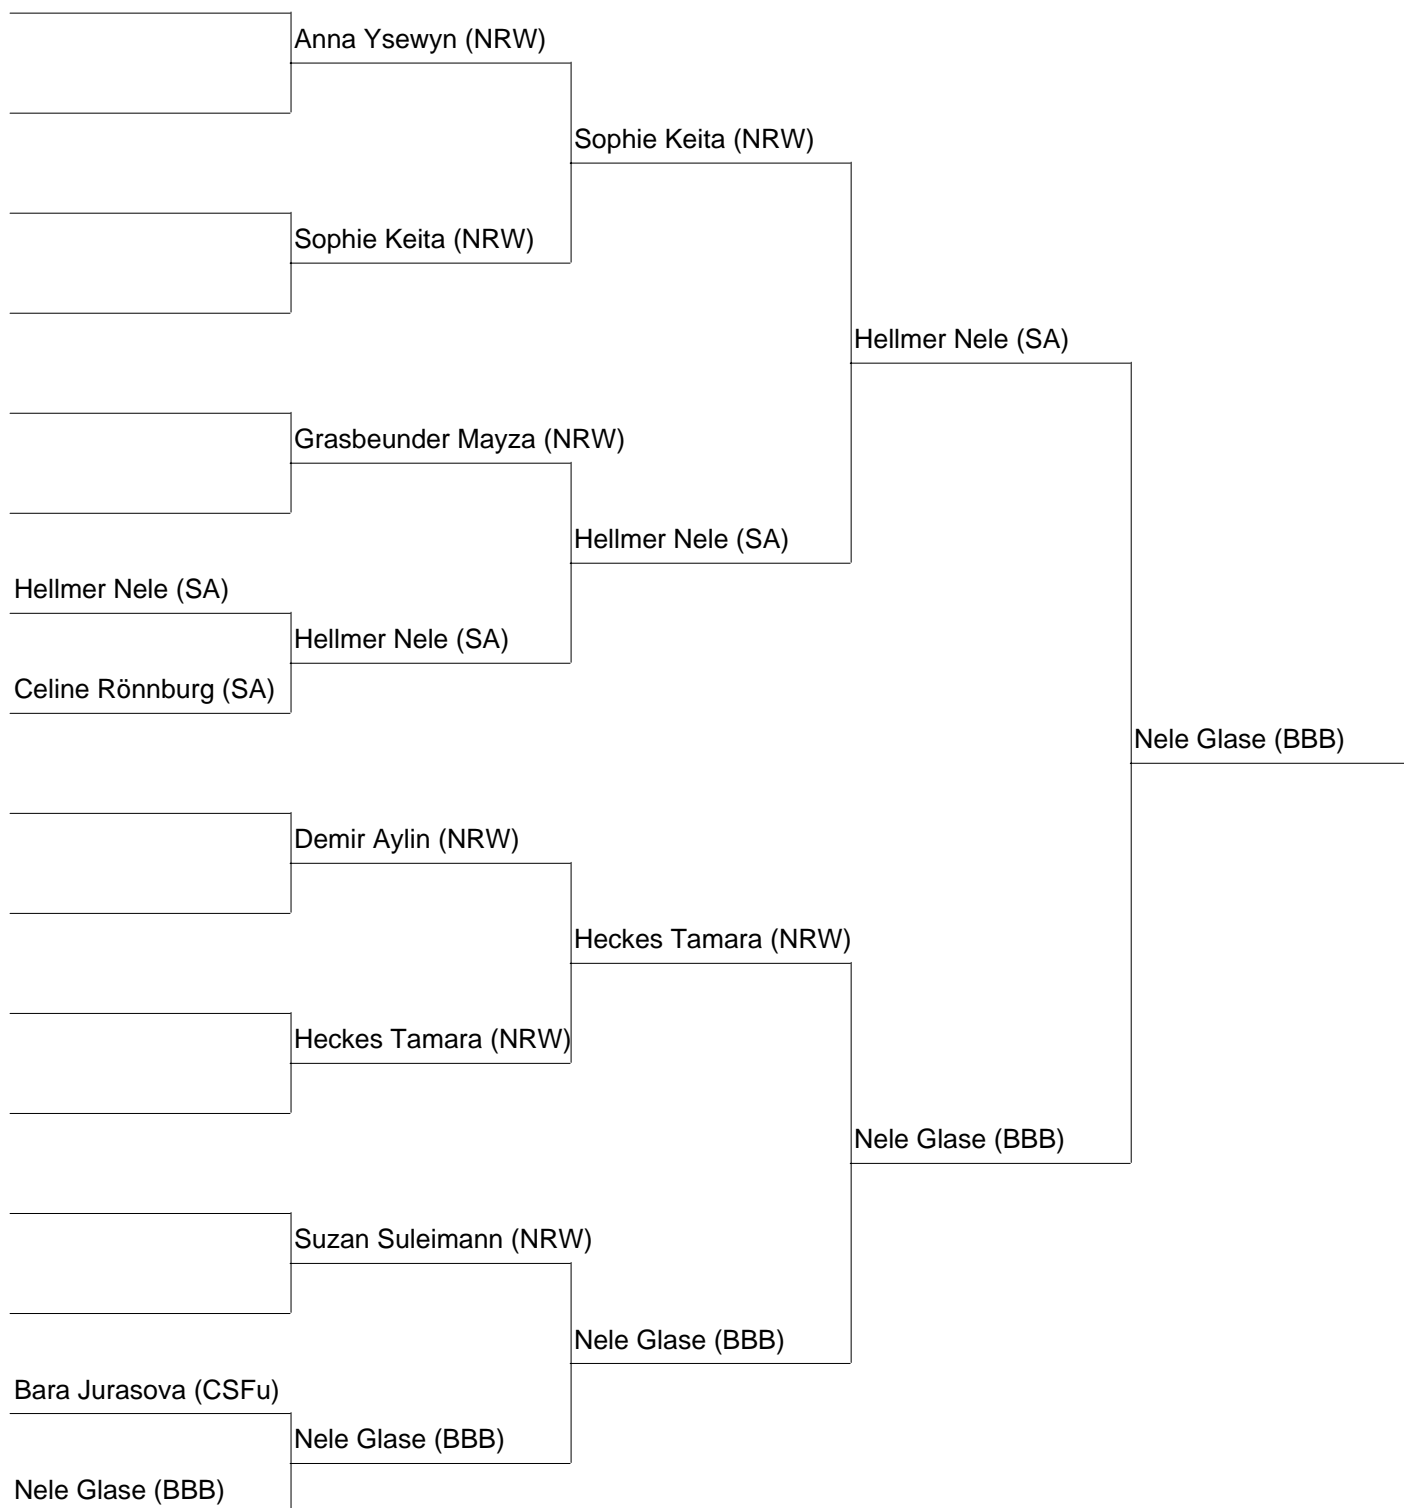 Anna Ysewyn (NRW)
Sophie Keita (NRW)
Sophie Keita (NRW)
Hellmer Nele (SA)
Grasbeunder Mayza (NRW)
Hellmer Nele (SA)
Hellmer Nele (SA)
Hellmer Nele (SA)
Celine Rönnburg (SA)
Nele Glase (BBB)
Demir Aylin (NRW)
Heckes Tamara (NRW)
Heckes Tamara (NRW)
Nele Glase (BBB)
Suzan Suleimann (NRW)
Nele Glase (BBB)
Bara Jurasova (CSFu)
Nele Glase (BBB)
Nele Glase (BBB)